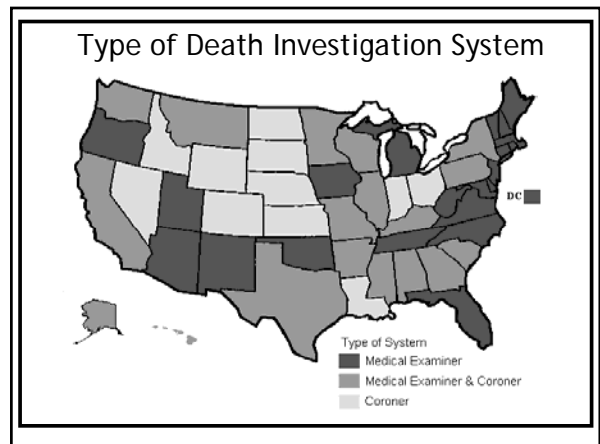 Type of Death Investigation System
DC
Type of System
Medical Examiner
Medical Examiner & Coroner
Coroner